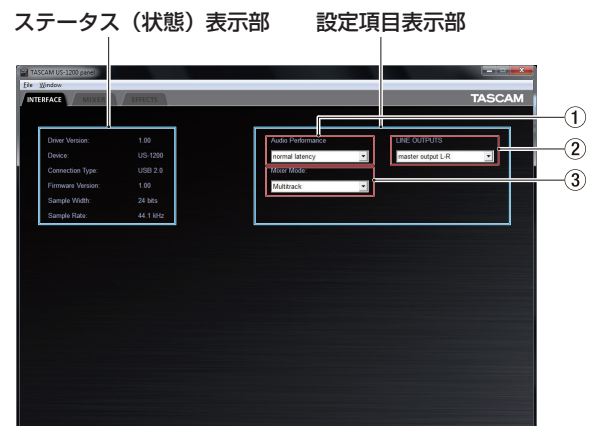 ステータス（状態）表示部 設定項目表示部
TASCAM US-1200 panel
File Window
INTERFACE MIXER EFFECTS TASCAM
①
Audio Performance LINE OUTPUTS
Driver Version: 1.00
②
normal latency master output L-R
Device: US-1200
Mixer Mode
Connection Type: USB 2.0
③
Multitrack
Firmware Version: 1.00
Sample Width: 24 bits
Sample Rate: 44.1 kHz